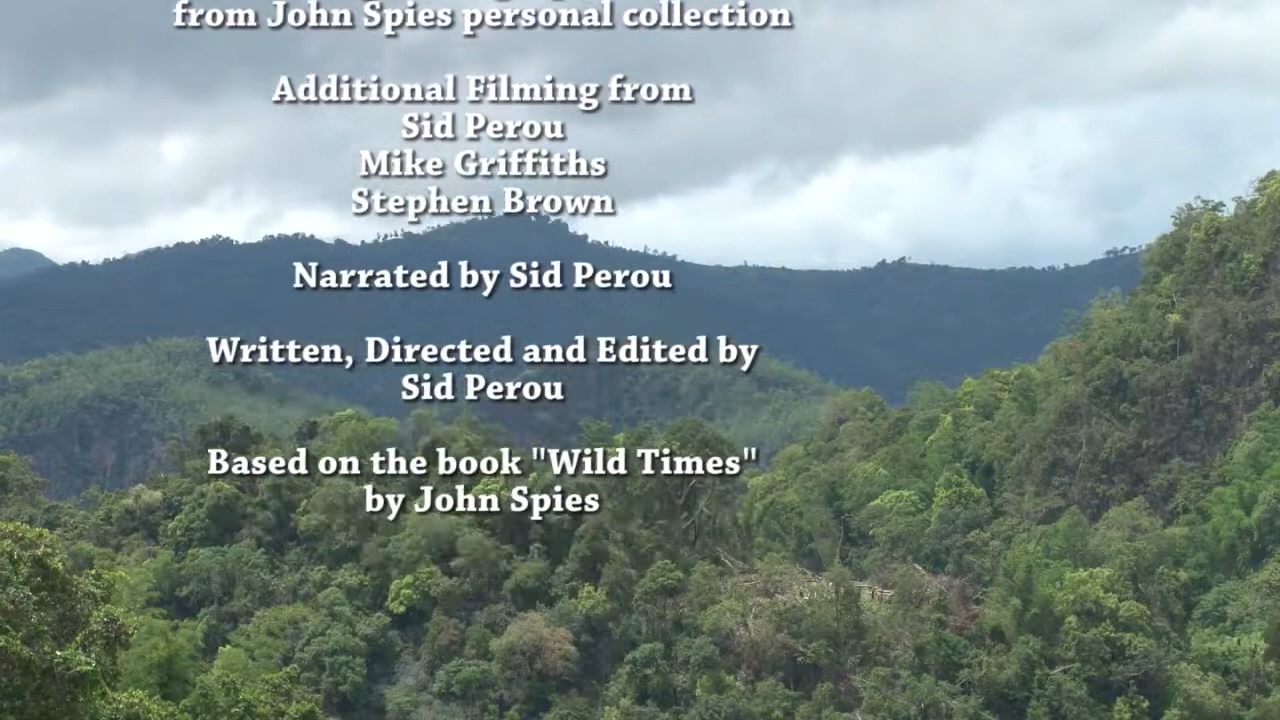 from John Spies personal collection
Additional Filming from
Sid Perou
Mike Griffiths
Stephen Brown
Narrated by Sid Perou
Written, Directed and Edited by
Sid Perou
Based on the book "Wild Times"
by John Spies